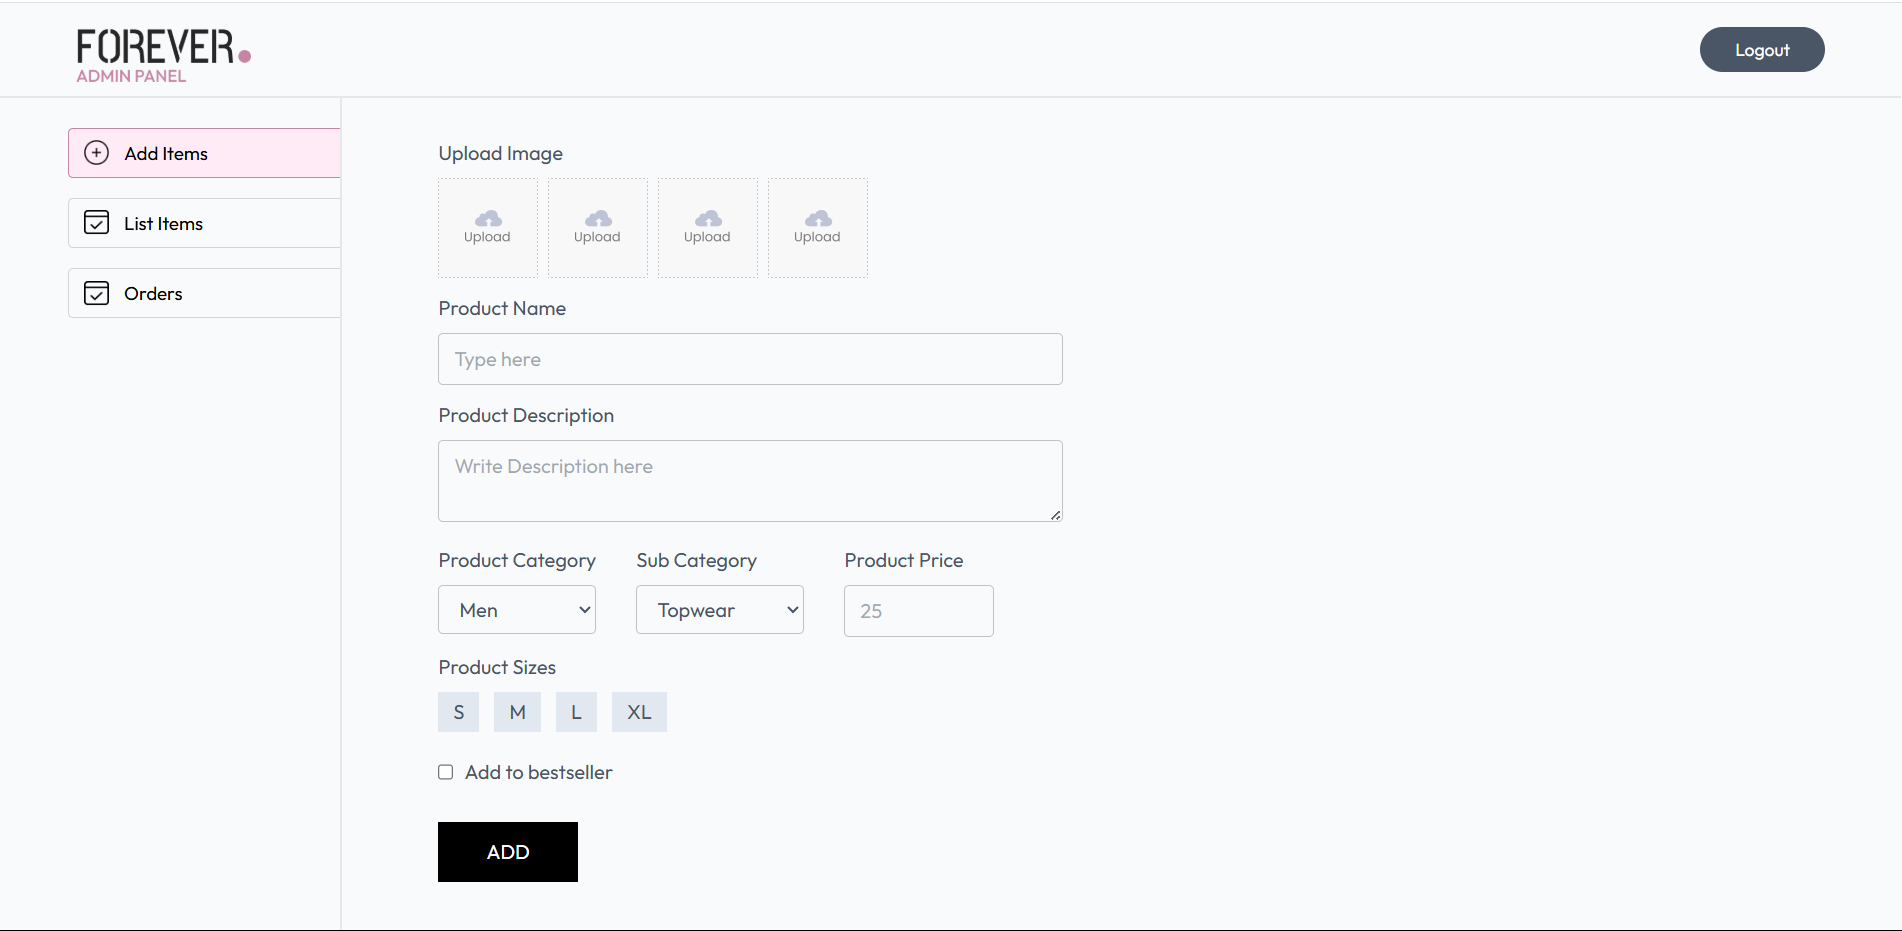 FOREVER.
ADMIN PANEL
Logout
Add Items
List Items
Orders
Upload Image
Upload Upload Upload Upload
Product Name
Type here
Product Description
Write Description here
Product Category Sub Category Product Price
Men Topwear 25
Product Sizes
S M L XL
Add to bestseller
ADD